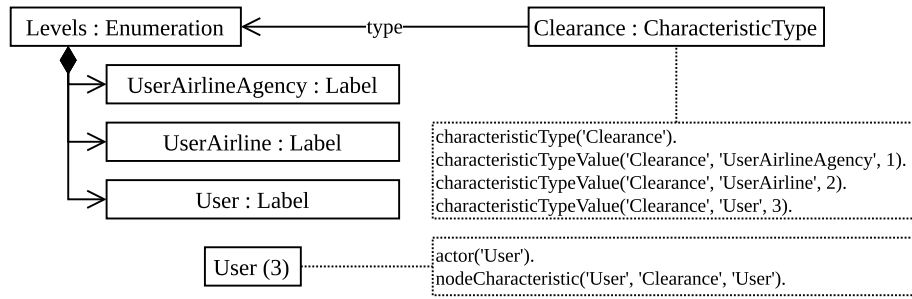 Levels : Enumeration
type
Clearance : CharacteristicType
UserAirlineAgency : Label
UserAirline : Label
User : Label
characteristicType('Clearance').
characteristicTypeValue('Clearance', 'UserAirlineAgency', 1).
characteristicTypeValue('Clearance', 'UserAirline', 2).
characteristicTypeValue('Clearance', 'User', 3).
User (3)
actor('User').
nodeCharacteristic('User', 'Clearance', 'User').